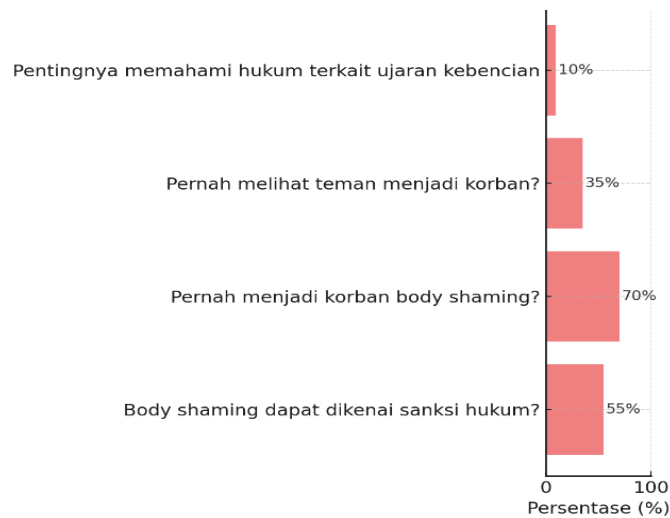 Pentingnya memahami hukum terkait ujaran kebencian
10%
Pernah melihat teman menjadi korban?
35%
Pernah menjadi korban body shaming?
70%
Body shaming dapat dikenai sanksi hukum?
55%
0 100
Persentase (%)